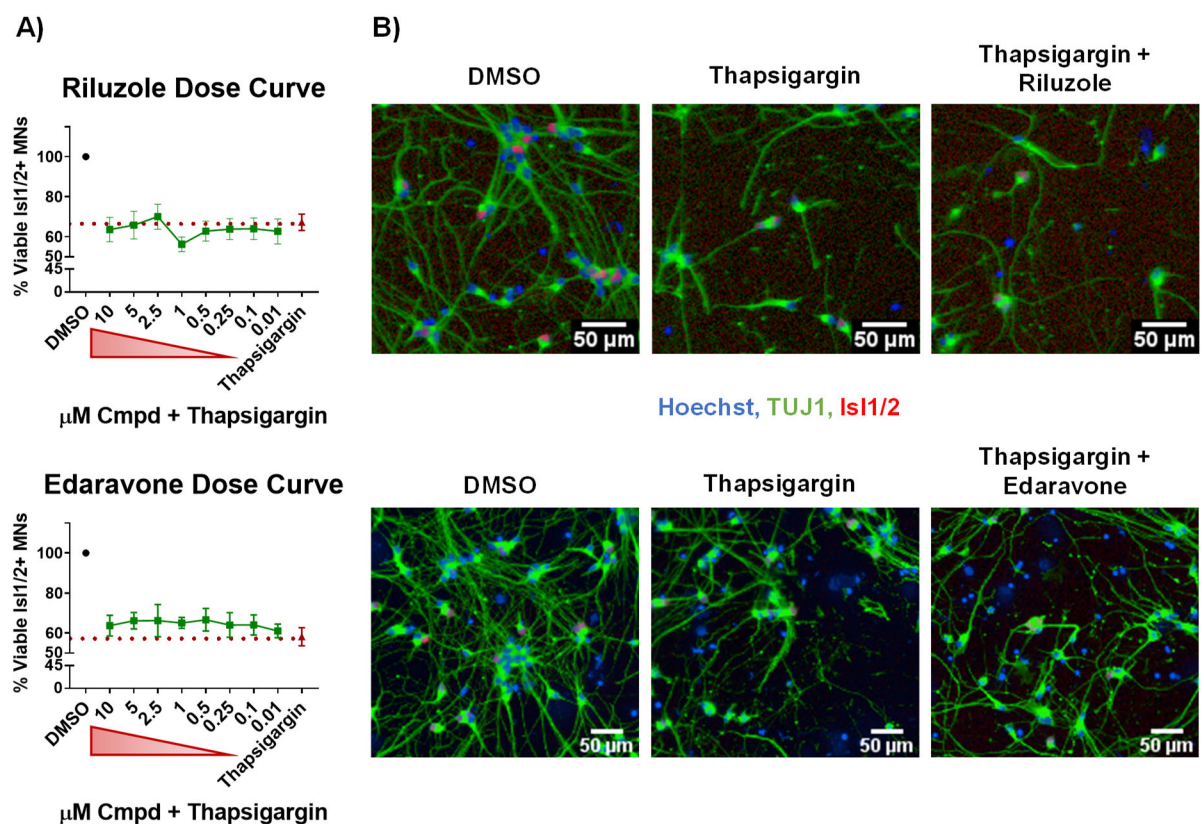 A)
Riluzole Dose Curve
% Viable Isl1/2+ MNs
100
80
60
50
45
0
DMSO
10
5
2.5
1
0.5
0.25
0.1
0.01
Thapsigargin
μM Cmpd + Thapsigargin
Edaravone Dose Curve
% Viable Isl1/2+ MNs
100
80
60
50
45
0
DMSO
10
5
2.5
1
0.5
0.25
0.1
0.01
Thapsigargin
μM Cmpd + Thapsigargin
B)
DMSO
Thapsigargin
Thapsigargin +
Riluzole
50 μm
50 μm
50 μm
Hoechst, TUJ1, Isl1/2
DMSO
Thapsigargin
Thapsigargin +
Edaravone
50 μm
50 μm
50 μm